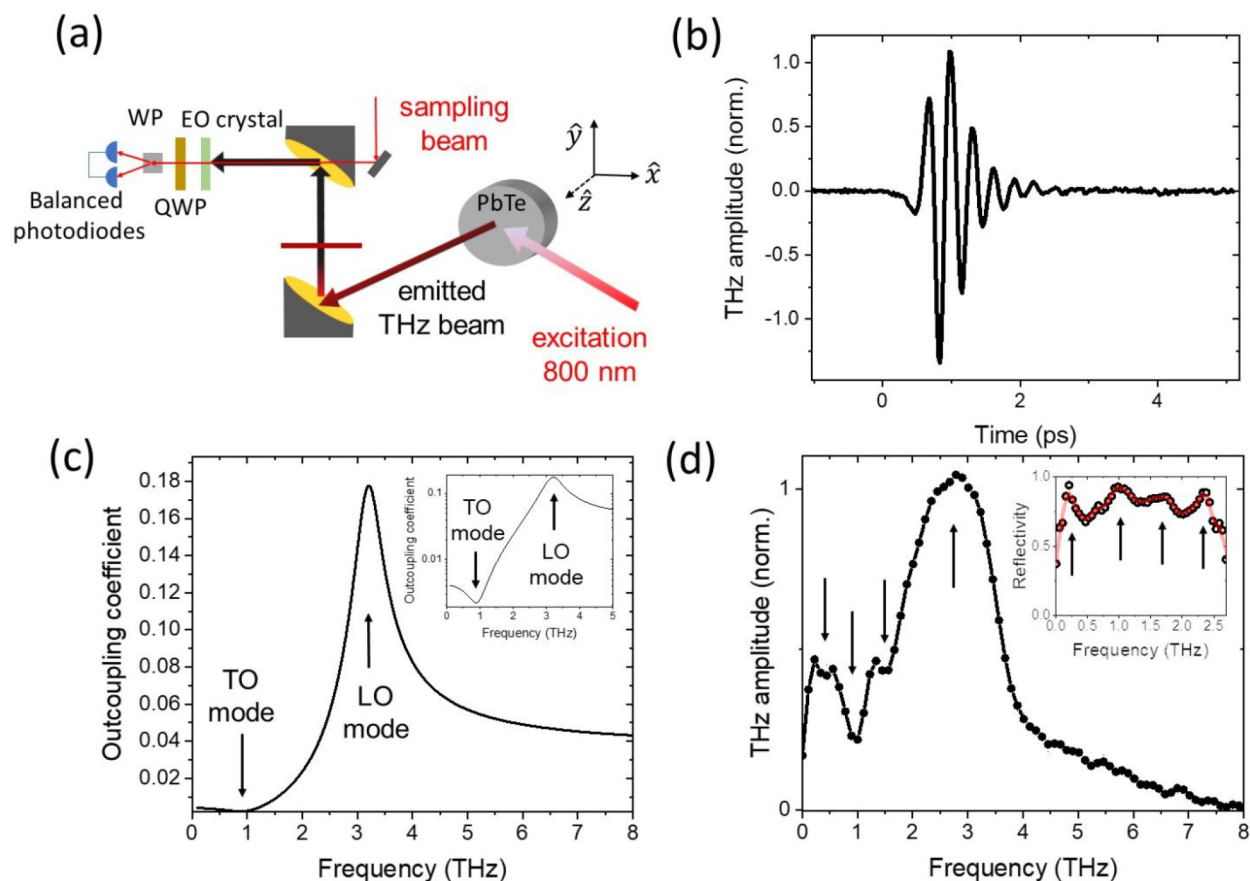 (a)
WP
EO crystal
sampling
beam
Balanced
photodiodes
QWP
ŷ
x̂
ẑ
PbTe
emitted
THz beam
excitation
800 nm
(b)
THz amplitude (norm.)
1.0
0.5
0.0
-0.5
-1.0
0
2
4
Time (ps)
(c)
Outcoupling coefficient
0.18
0.16
0.14
0.12
0.10
0.08
0.06
0.04
0.02
0
1
2
3
4
5
6
7
8
Frequency (THz)
TO
mode
LO
mode
Outcoupling coefficient
0.1
0.01
TO
mode
LO
mode
0
1
2
3
4
5
Frequency (THz)
(d)
THz amplitude (norm.)
1
0
0
1
2
3
4
5
6
7
8
Frequency (THz)
Reflectivity
1.0
0.5
0.0
0.0
0.5
1.0
1.5
2.0
2.5
Frequency (THz)